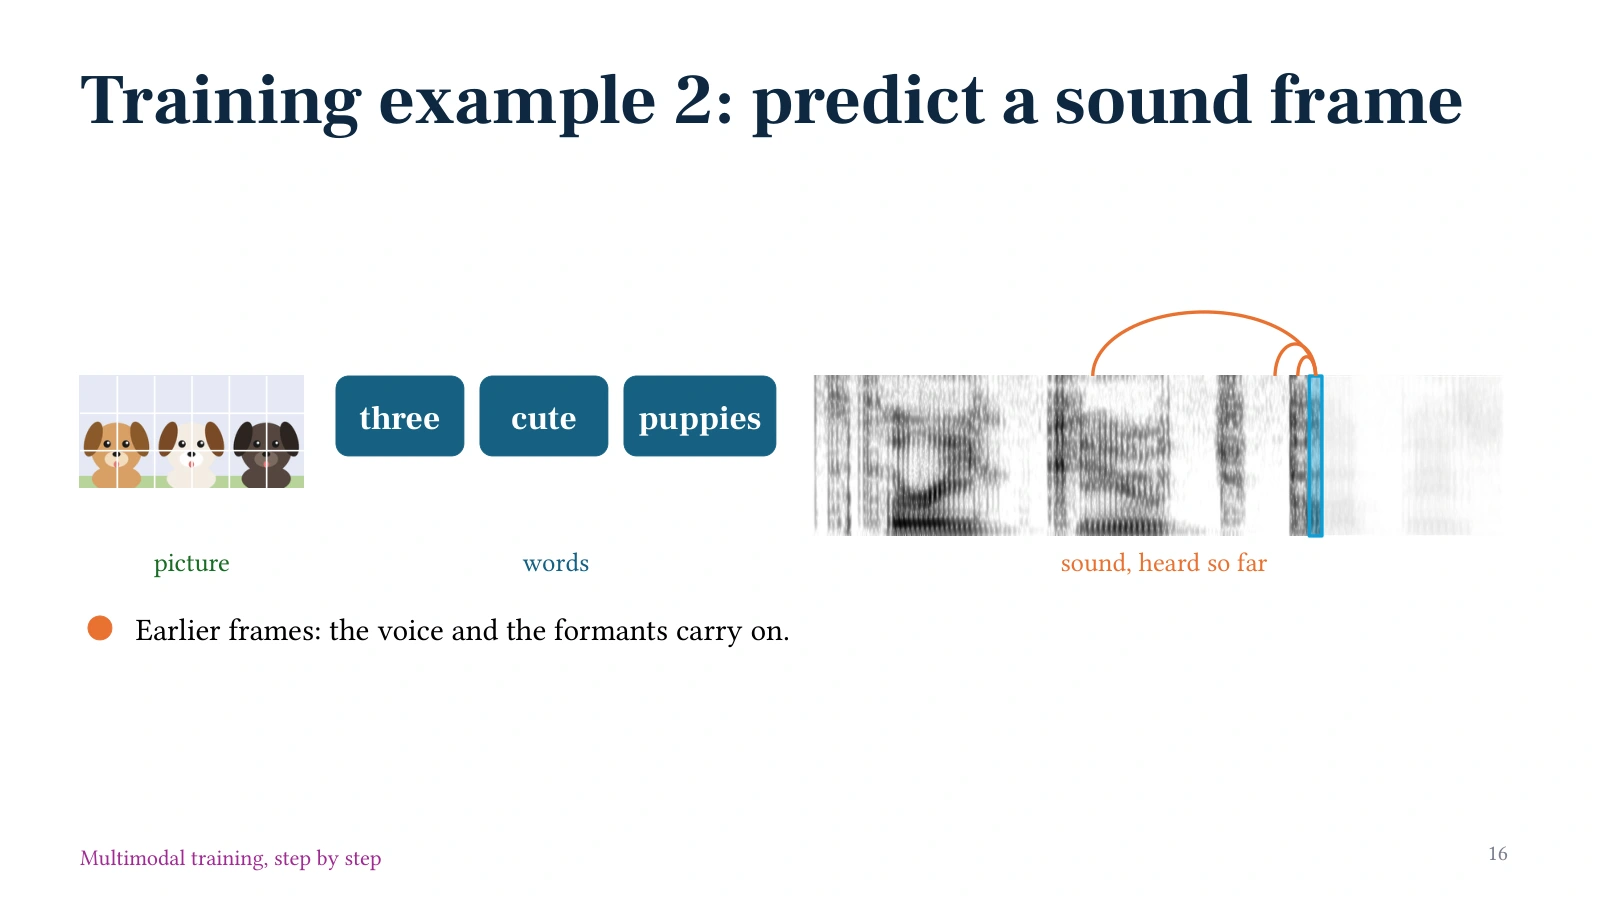 Training example 2: predict a sound frame
three cute puppies
picture words sound, heard so far
Earlier frames: the voice and the formants carry on.
Multimodal training, step by step
16